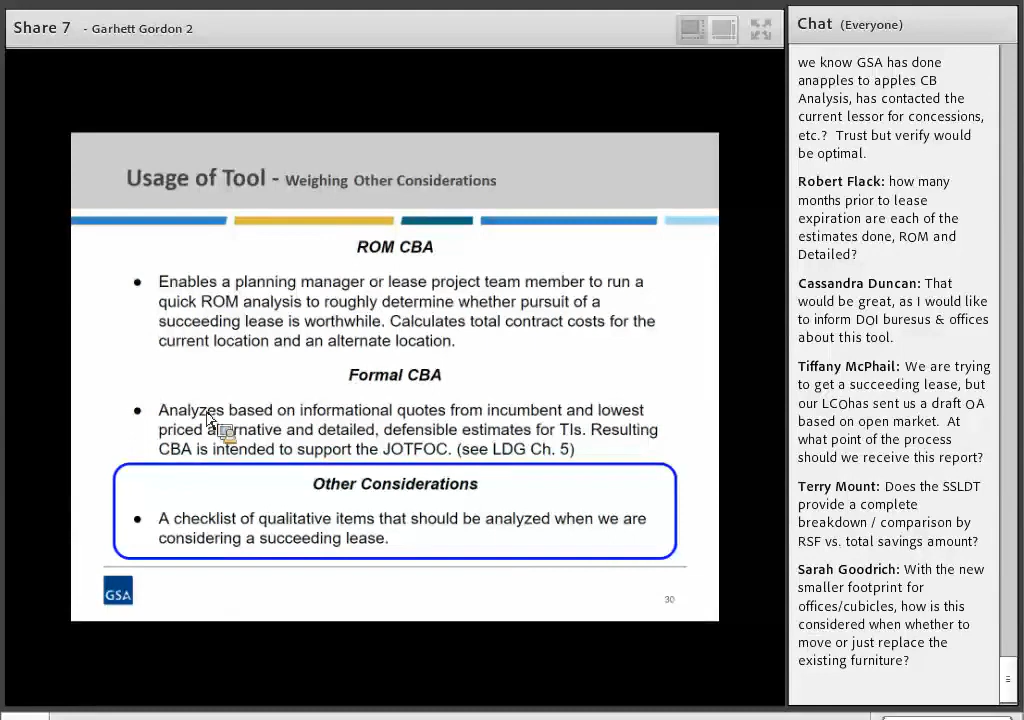 Share 7 - Garhett Gordon 2
Usage of Tool - Weighing Other Considerations
ROM CBA
● Enables a planning manager or lease project team member to run a
quick ROM analysis to roughly determine whether pursuit of a
succeeding lease is worthwhile. Calculates total contract costs for the
current location and an alternate location.
Formal CBA
● Analyzes based on informational quotes from incumbent and lowest
priced alternative and detailed, defensible estimates for TIs. Resulting
CBA is intended to support the JOTFOC. (see LDG Ch. 5)
Other Considerations
● A checklist of qualitative items that should be analyzed when we are
considering a succeeding lease.
GSA
30
Chat (Everyone)
we know GSA has done
anapples to apples CB
Analysis, has contacted the
current lessor for concessions,
etc.? Trust but verify would
be optimal.
Robert Flack: how many
months prior to lease
expiration are each of the
estimates done, ROM and
Detailed?
Cassandra Duncan: That
would be great, as I would like
to inform DOI buresus & offices
about this tool.
Tiffany McPhail: We are trying
to get a succeeding lease, but
our LCOhas sent us a draft OA
based on open market. At
what point of the process
should we receive this report?
Terry Mount: Does the SSLDT
provide a complete
breakdown / comparison by
RSF vs. total savings amount?
Sarah Goodrich: With the new
smaller footprint for
offices/cubicles, how is this
considered when whether to
move or just replace the
existing furniture?